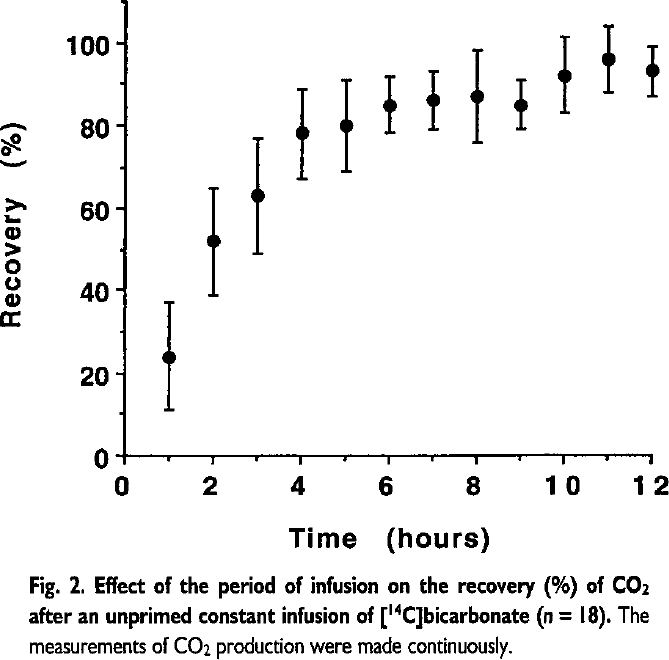 100
80
60
40
20
0
Recovery (%)
0 2 4 6 8 10 12
Time (hours)
Fig. 2. Effect of the period of infusion on the recovery (%) of CO₂
after an unprimed constant infusion of [¹⁴C]bicarbonate (n = 18). The
measurements of CO₂ production were made continuously.